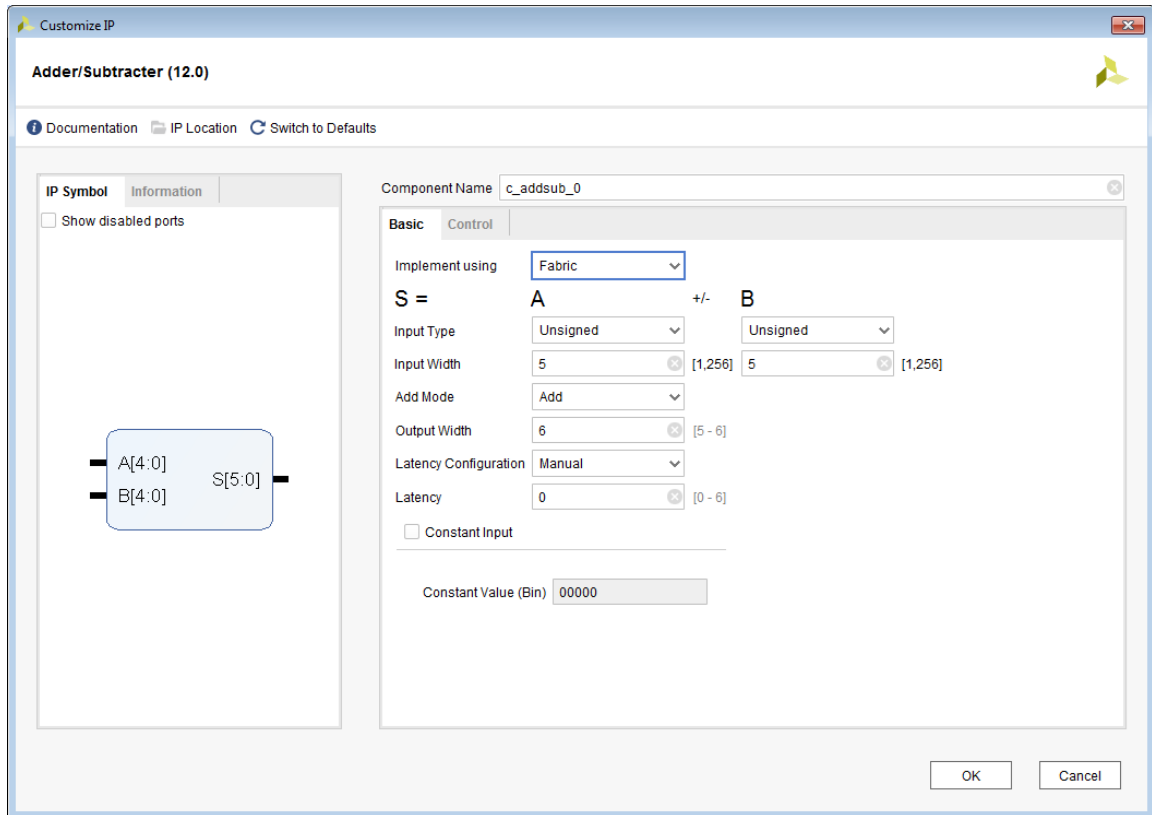 Customize IP
Adder/Subtracter (12.0)
Documentation IP Location Switch to Defaults
IP Symbol Information
Show disabled ports
A[4:0]
B[4:0]
S[5:0]
Component Name c_addsub_0
Basic Control
Implement using Fabric
S = A +/- B
Input Type Unsigned Unsigned
Input Width 5 [1,256] 5 [1,256]
Add Mode Add
Output Width 6 [5 - 6]
Latency Configuration Manual
Latency 0 [0 - 6]
Constant Input
Constant Value (Bin) 00000
OK Cancel